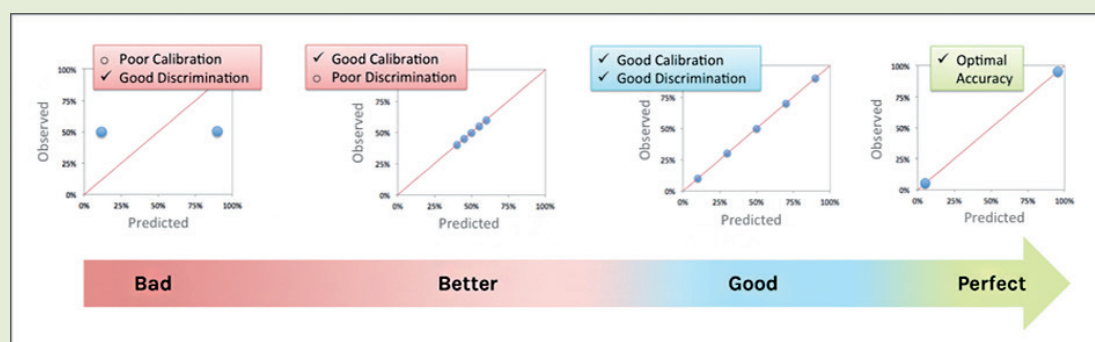 ○ Poor Calibration
✓ Good Discrimination
100%
75%
50%
25%
0%
Observed
0% 25% 50% 75% 100%
Predicted
✓ Good Calibration
○ Poor Discrimination
100%
75%
50%
25%
0%
Observed
0% 25% 50% 75% 100%
Predicted
✓ Good Calibration
✓ Good Discrimination
75%
50%
25%
0%
Observed
0% 25% 50% 75% 100%
Predicted
✓ Optimal
Accuracy
100%
75%
50%
25%
0%
Observed
0% 25% 50% 75% 100%
Predicted
Bad Better Good Perfect